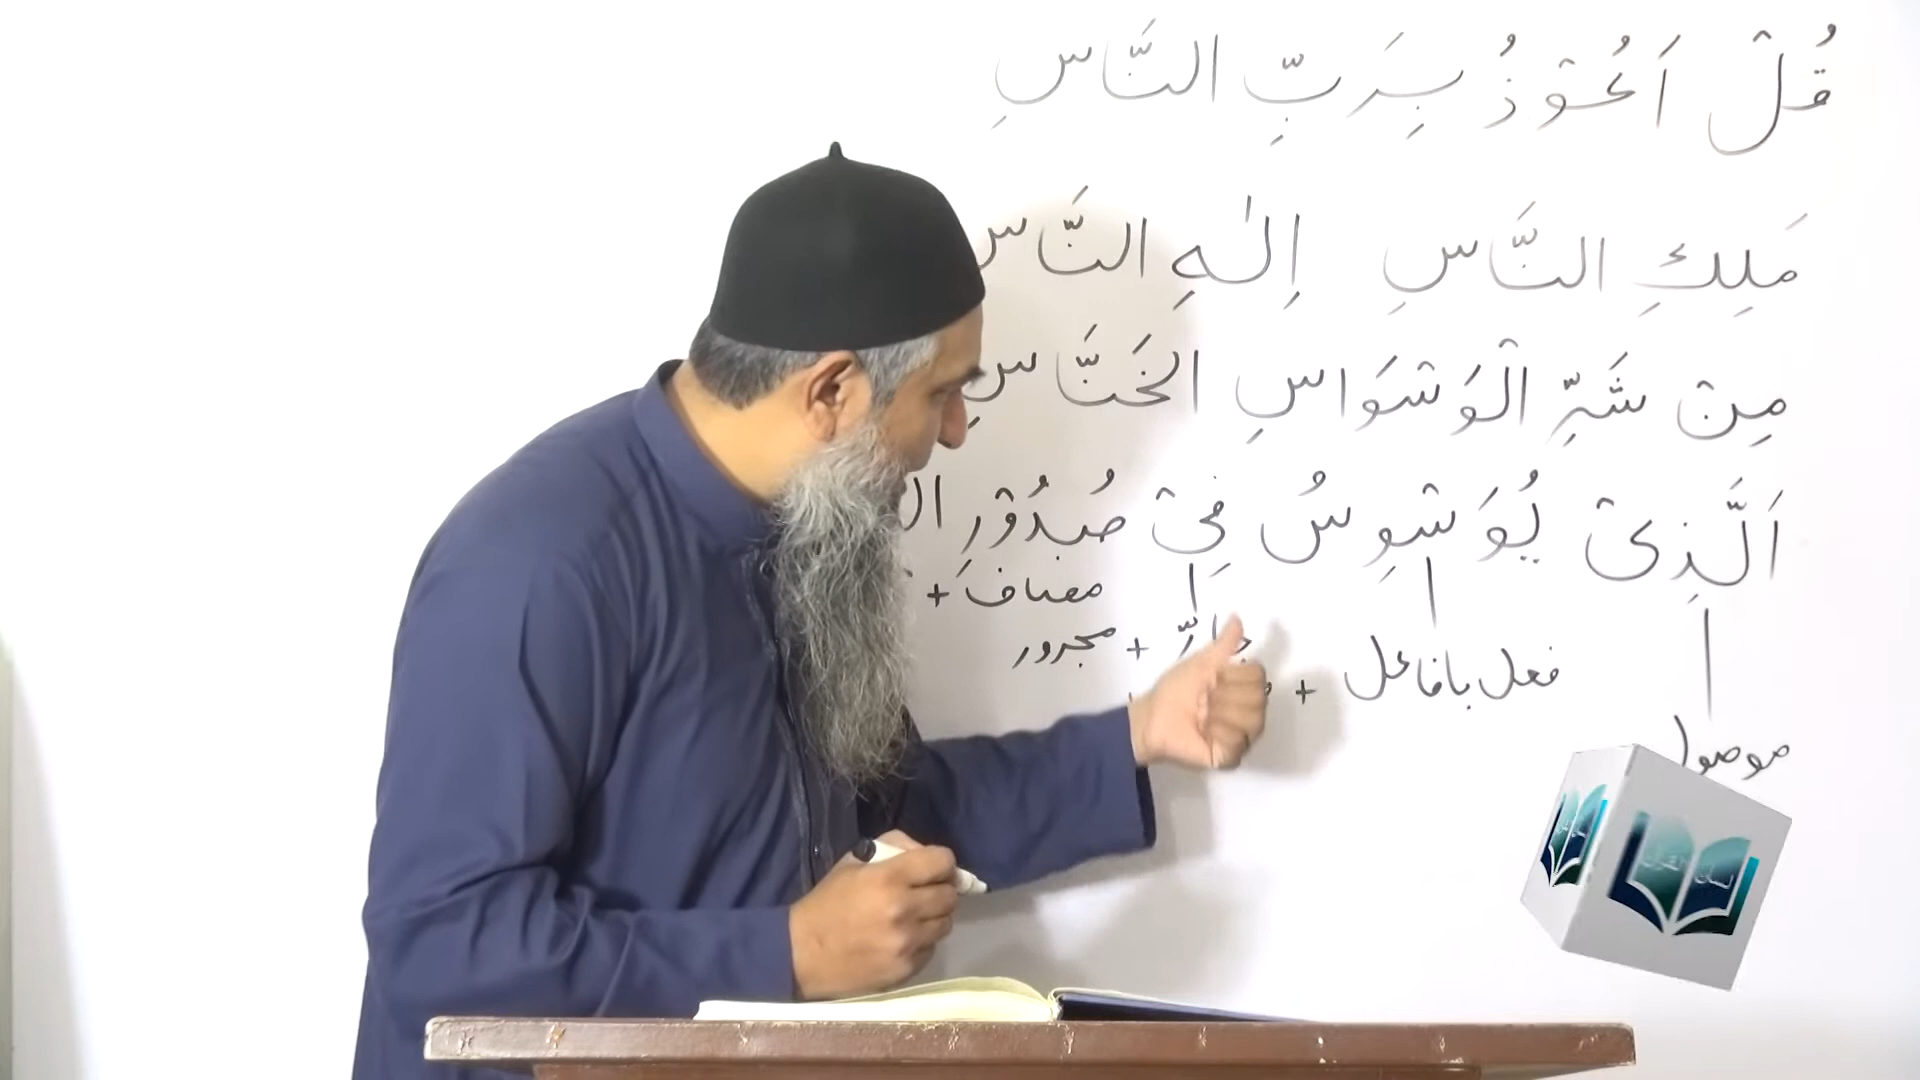 قُلْ اَعُوْذُ بِرَبِّ النَّاسِ
مَلِكِ النَّاسِ اِلٰهِ النَّاسِ
مِنْ شَرِّ الْوَسْوَاسِ الْخَنَّاسِ
اَلَّذِیْ یُوَسْوِسُ فِیْ صُدُوْرِ
مضاف +
جارّ + مجرور
فعل بافاعل +
موصول